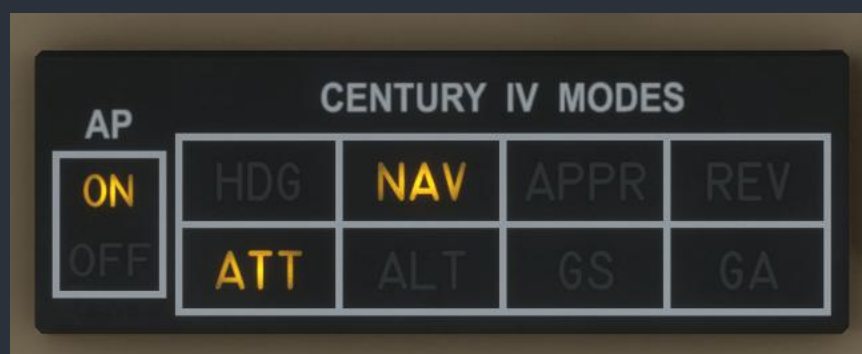 CENTURY IV MODES
AP
ON HDG NAV APPR REV
OFF ATT ALT GS GA